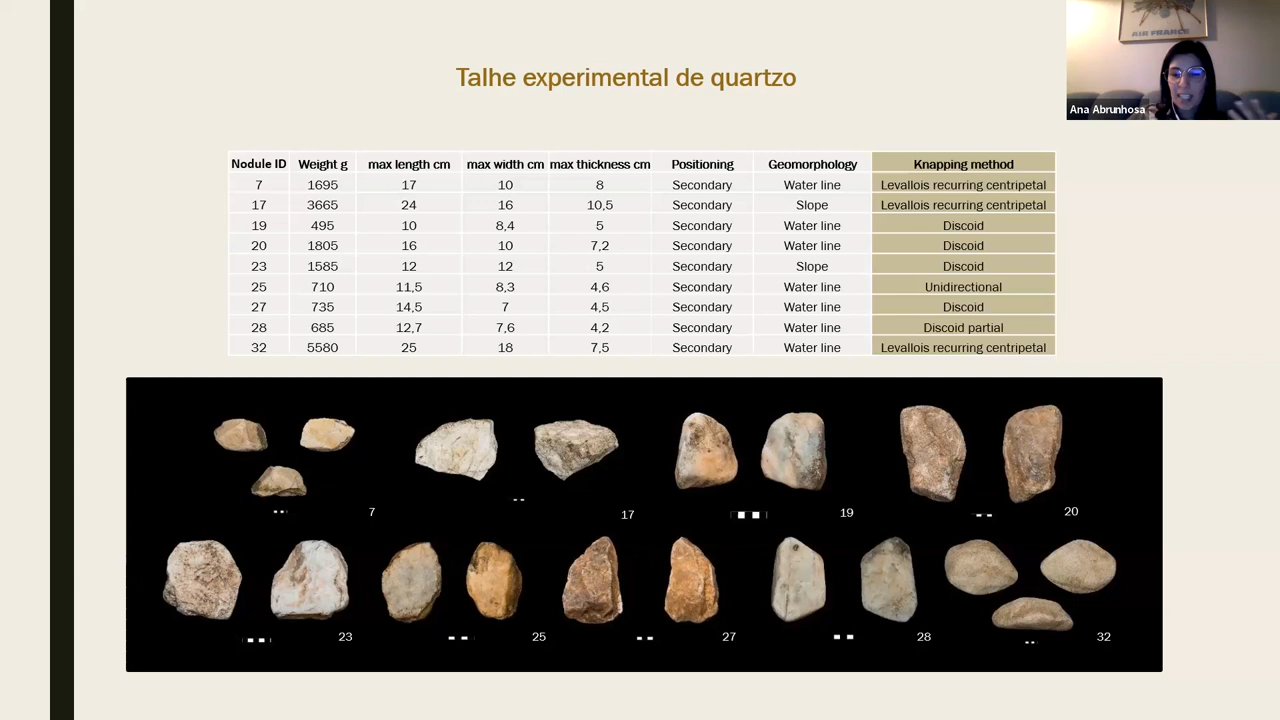 AIR FRANCE
Ana Abrunhosa
Talhe experimental de quartzo
Nodule ID Weight g max length cm max width cm max thickness cm Positioning Geomorphology Knapping method
7 1695 17 10 8 Secondary Water line Levallois recurring centripetal
17 3665 24 16 10,5 Secondary Slope Levallois recurring centripetal
19 495 10 8,4 5 Secondary Water line Discoid
20 1805 16 10 7,2 Secondary Water line Discoid
23 1585 12 12 5 Secondary Slope Discoid
25 710 11,5 8,3 4,6 Secondary Water line Unidirectional
27 735 14,5 7 4,5 Secondary Water line Discoid
28 685 12,7 7,6 4,2 Secondary Water line Discoid partial
32 5580 25 18 7,5 Secondary Water line Levallois recurring centripetal
7 17 19 20
23 25 27 28 32